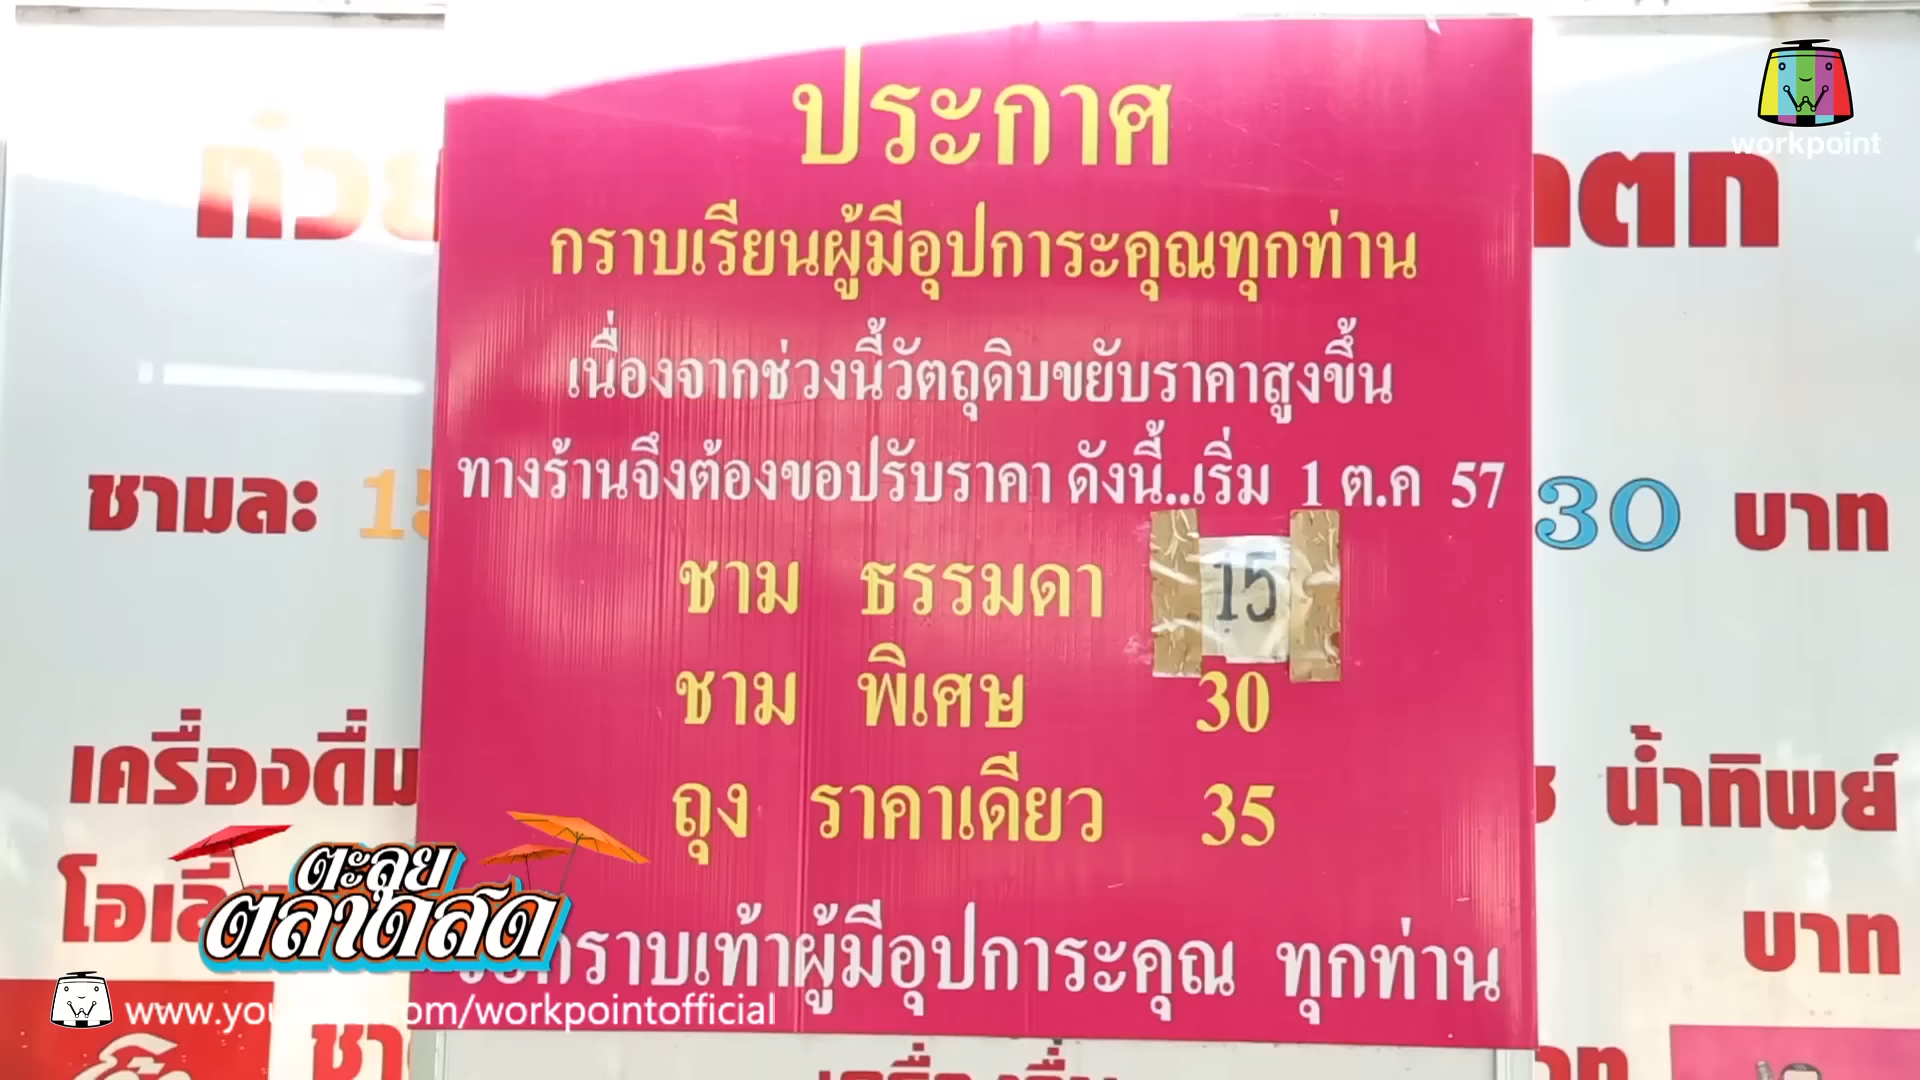 ประกาศ
กราบเรียนผู้มีอุปการะคุณทุกท่าน
เนื่องจากช่วงนี้วัตถุดิบขยับราคาสูงขึ้น
ทางร้านจึงต้องขอปรับราคา ดังนี้..เริ่ม 1 ต.ค 57
ชาม ธรรมดา 15
ชาม พิเศษ 30
ถุง ราคาเดียว 35
กราบเท้าผู้มีอุปการะคุณ ทุกท่าน
ชามละ 15
30 บาท
เครื่องดื่ม
น้ำทิพย์
บาท
workpoint
ตะลุย
ตลาดสด
www.youtube.com/workpointofficial